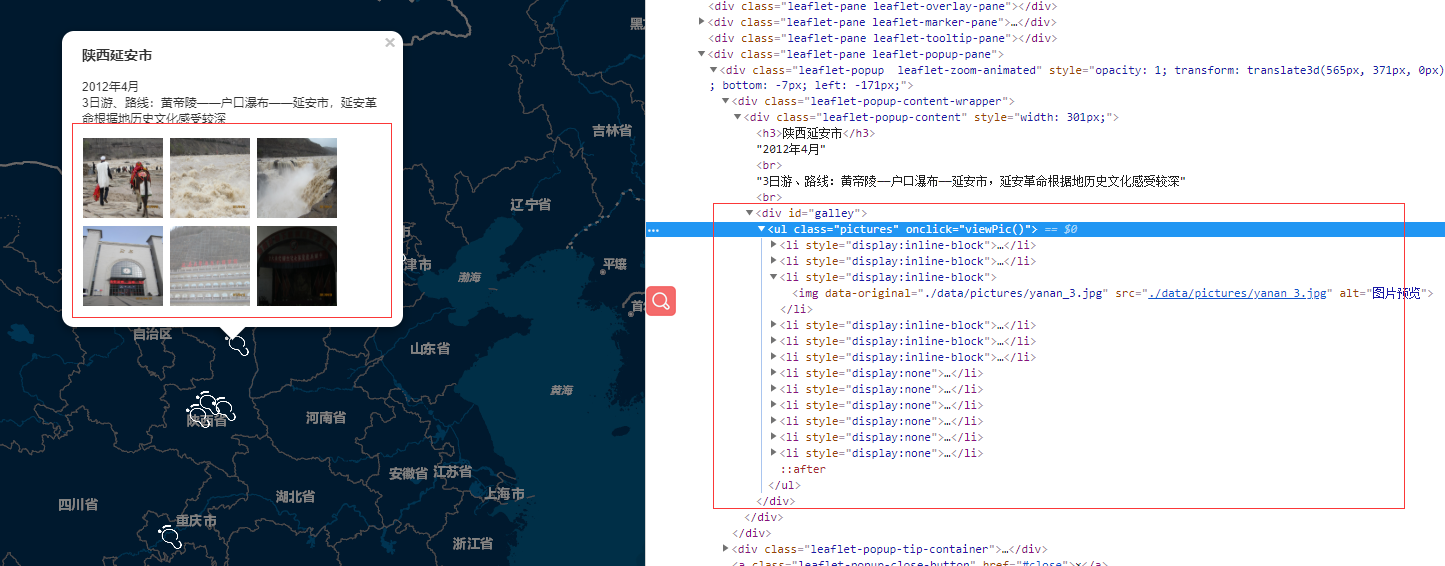 黑
陕西延安市
×
2012年4月
3日游、路线：黄帝陵——户口瀑布——延安市，延安革
命根据地历史文化感受较深
吉林省
辽宁省
市
津市
渤海
平壤
首
自治区
山东省
黄海
陕西省
河南省
安徽省
江苏省
上海市
四川省
湖北省
重庆市
浙江省
<div class="leaflet-pane leaflet-overlay-pane"></div>
▶<div class="leaflet-pane leaflet-marker-pane">…</div>
<div class="leaflet-pane leaflet-tooltip-pane"></div>
▼<div class="leaflet-pane leaflet-popup-pane">
▼<div class="leaflet-popup  leaflet-zoom-animated" style="opacity: 1; transform: translate3d(565px, 371px, 0px)
; bottom: -7px; left: -171px;">
▼<div class="leaflet-popup-content-wrapper">
▼<div class="leaflet-popup-content" style="width: 301px;">
<h3>陕西延安市</h3>
"2012年4月"
<br>
"3日游、路线：黄帝陵——户口瀑布——延安市，延安革命根据地历史文化感受较深"
<br>
▼<div id="galley">
… ▼<ul class="pictures" onclick="viewPic()"> == $0
▶<li style="display:inline-block">…</li>
▶<li style="display:inline-block">…</li>
▼<li style="display:inline-block">
<img data-original="./data/pictures/yanan_3.jpg" src="./data/pictures/yanan_3.jpg" alt="图片预览">
</li>
▶<li style="display:inline-block">…</li>
▶<li style="display:inline-block">…</li>
▶<li style="display:inline-block">…</li>
▶<li style="display:none">…</li>
▶<li style="display:none">…</li>
▶<li style="display:none">…</li>
▶<li style="display:none">…</li>
▶<li style="display:none">…</li>
▶<li style="display:none">…</li>
::after
</ul>
</div>
</div>
</div>
▶<div class="leaflet-popup-tip-container">…</div>
<a class="leaflet-popup-close-button" href="#close">×</a>